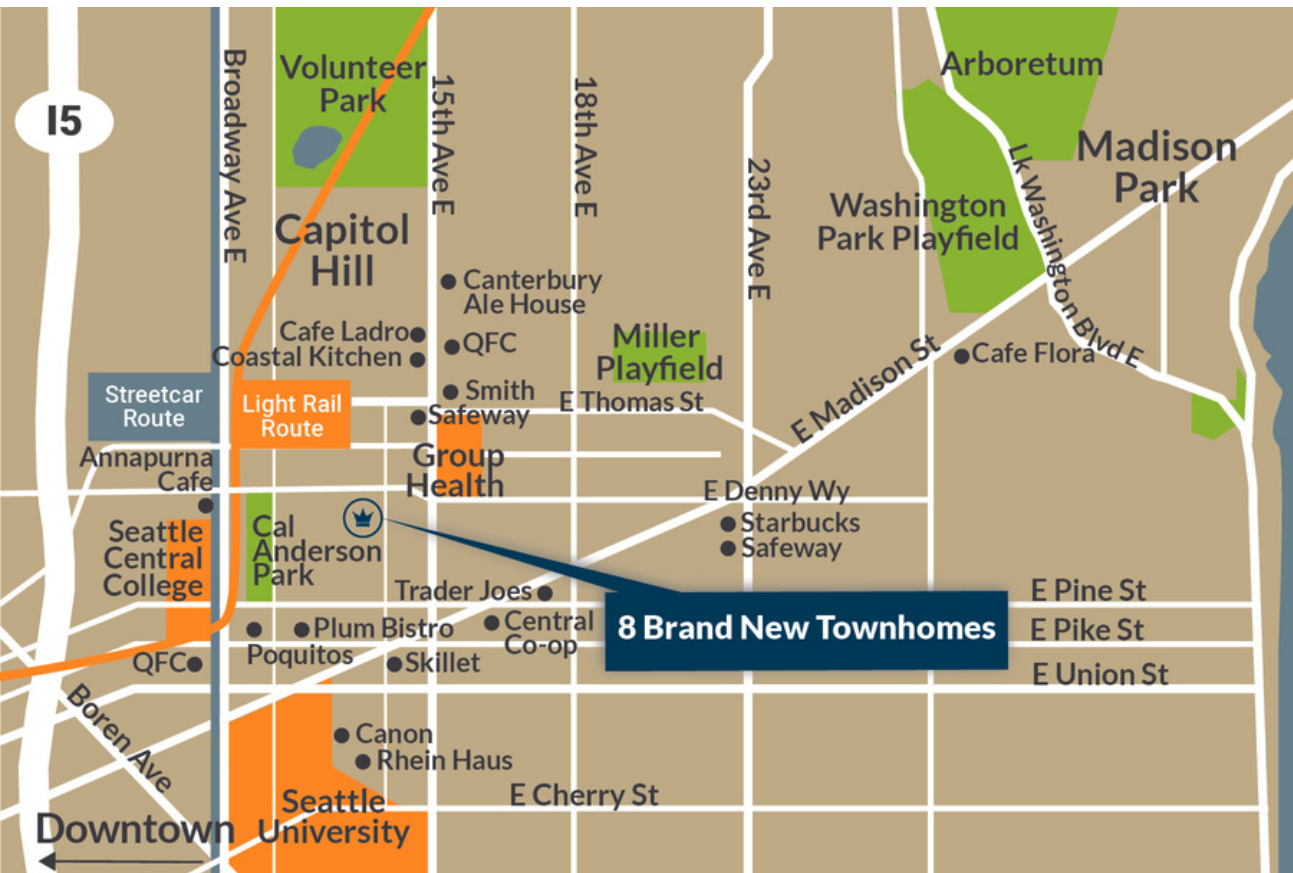 I5
Broadway Ave E
Volunteer
Park
15th Ave E
18th Ave E
23rd Ave E
Arboretum
Madison
Park
Lk Washington Blvd E
Washington
Park Playfield
Capitol
Hill
Canterbury
Ale House
Cafe Ladro
QFC
Coastal Kitchen
Miller
Playfield
E Madison St
Cafe Flora
Streetcar
Route
Light Rail
Route
Smith
E Thomas St
Safeway
Annapurna
Cafe
Group
Health
E Denny Wy
Starbucks
Safeway
Seattle
Central
College
Cal
Anderson
Park
Trader Joes
E Pine St
8 Brand New Townhomes
Central
Co-op
Plum Bistro
E Pike St
Poquitos
QFC
Skillet
E Union St
Boren Ave
Canon
Rhein Haus
E Cherry St
Seattle
University
Downtown